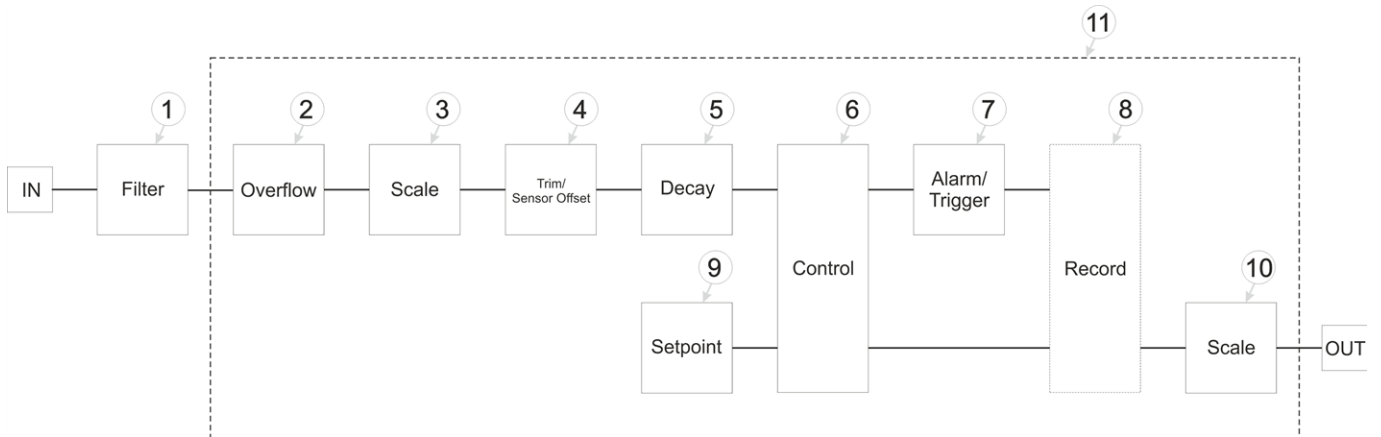 11
1
2
3
4
5
6
7
8
IN
Filter
Overflow
Scale
Trim/
Sensor Offset
Decay
Alarm/
Trigger
Control
Record
9
10
Setpoint
Scale
OUT